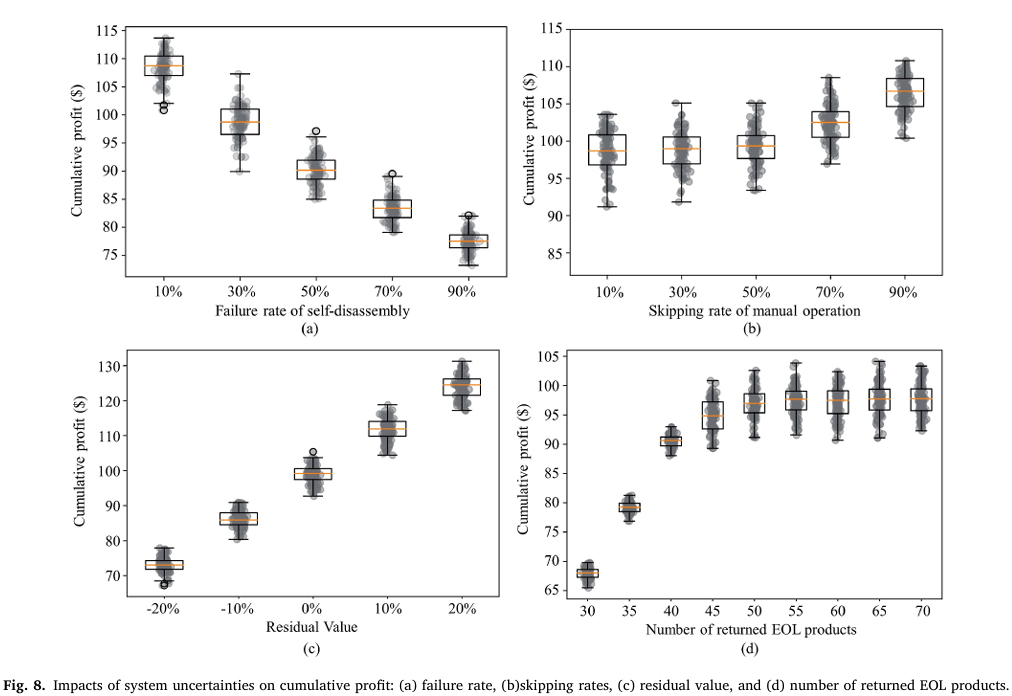 115
110
105
100
95
90
85
80
75
Cumulative profit ($)
10% 30% 50% 70% 90%
Failure rate of self-disassembly
(a)
115
110
105
100
95
90
85
Cumulative profit ($)
10% 30% 50% 70% 90%
Skipping rate of manual operation
(b)
130
120
110
100
90
80
70
Cumulative profit ($)
-20% -10% 0% 10% 20%
Residual Value
(c)
105
100
95
90
85
80
75
70
65
Cumulative profit ($)
30 35 40 45 50 55 60 65 70
Number of returned EOL products
(d)
Fig. 8. Impacts of system uncertainties on cumulative profit: (a) failure rate, (b)skipping rates, (c) residual value, and (d) number of returned EOL products.